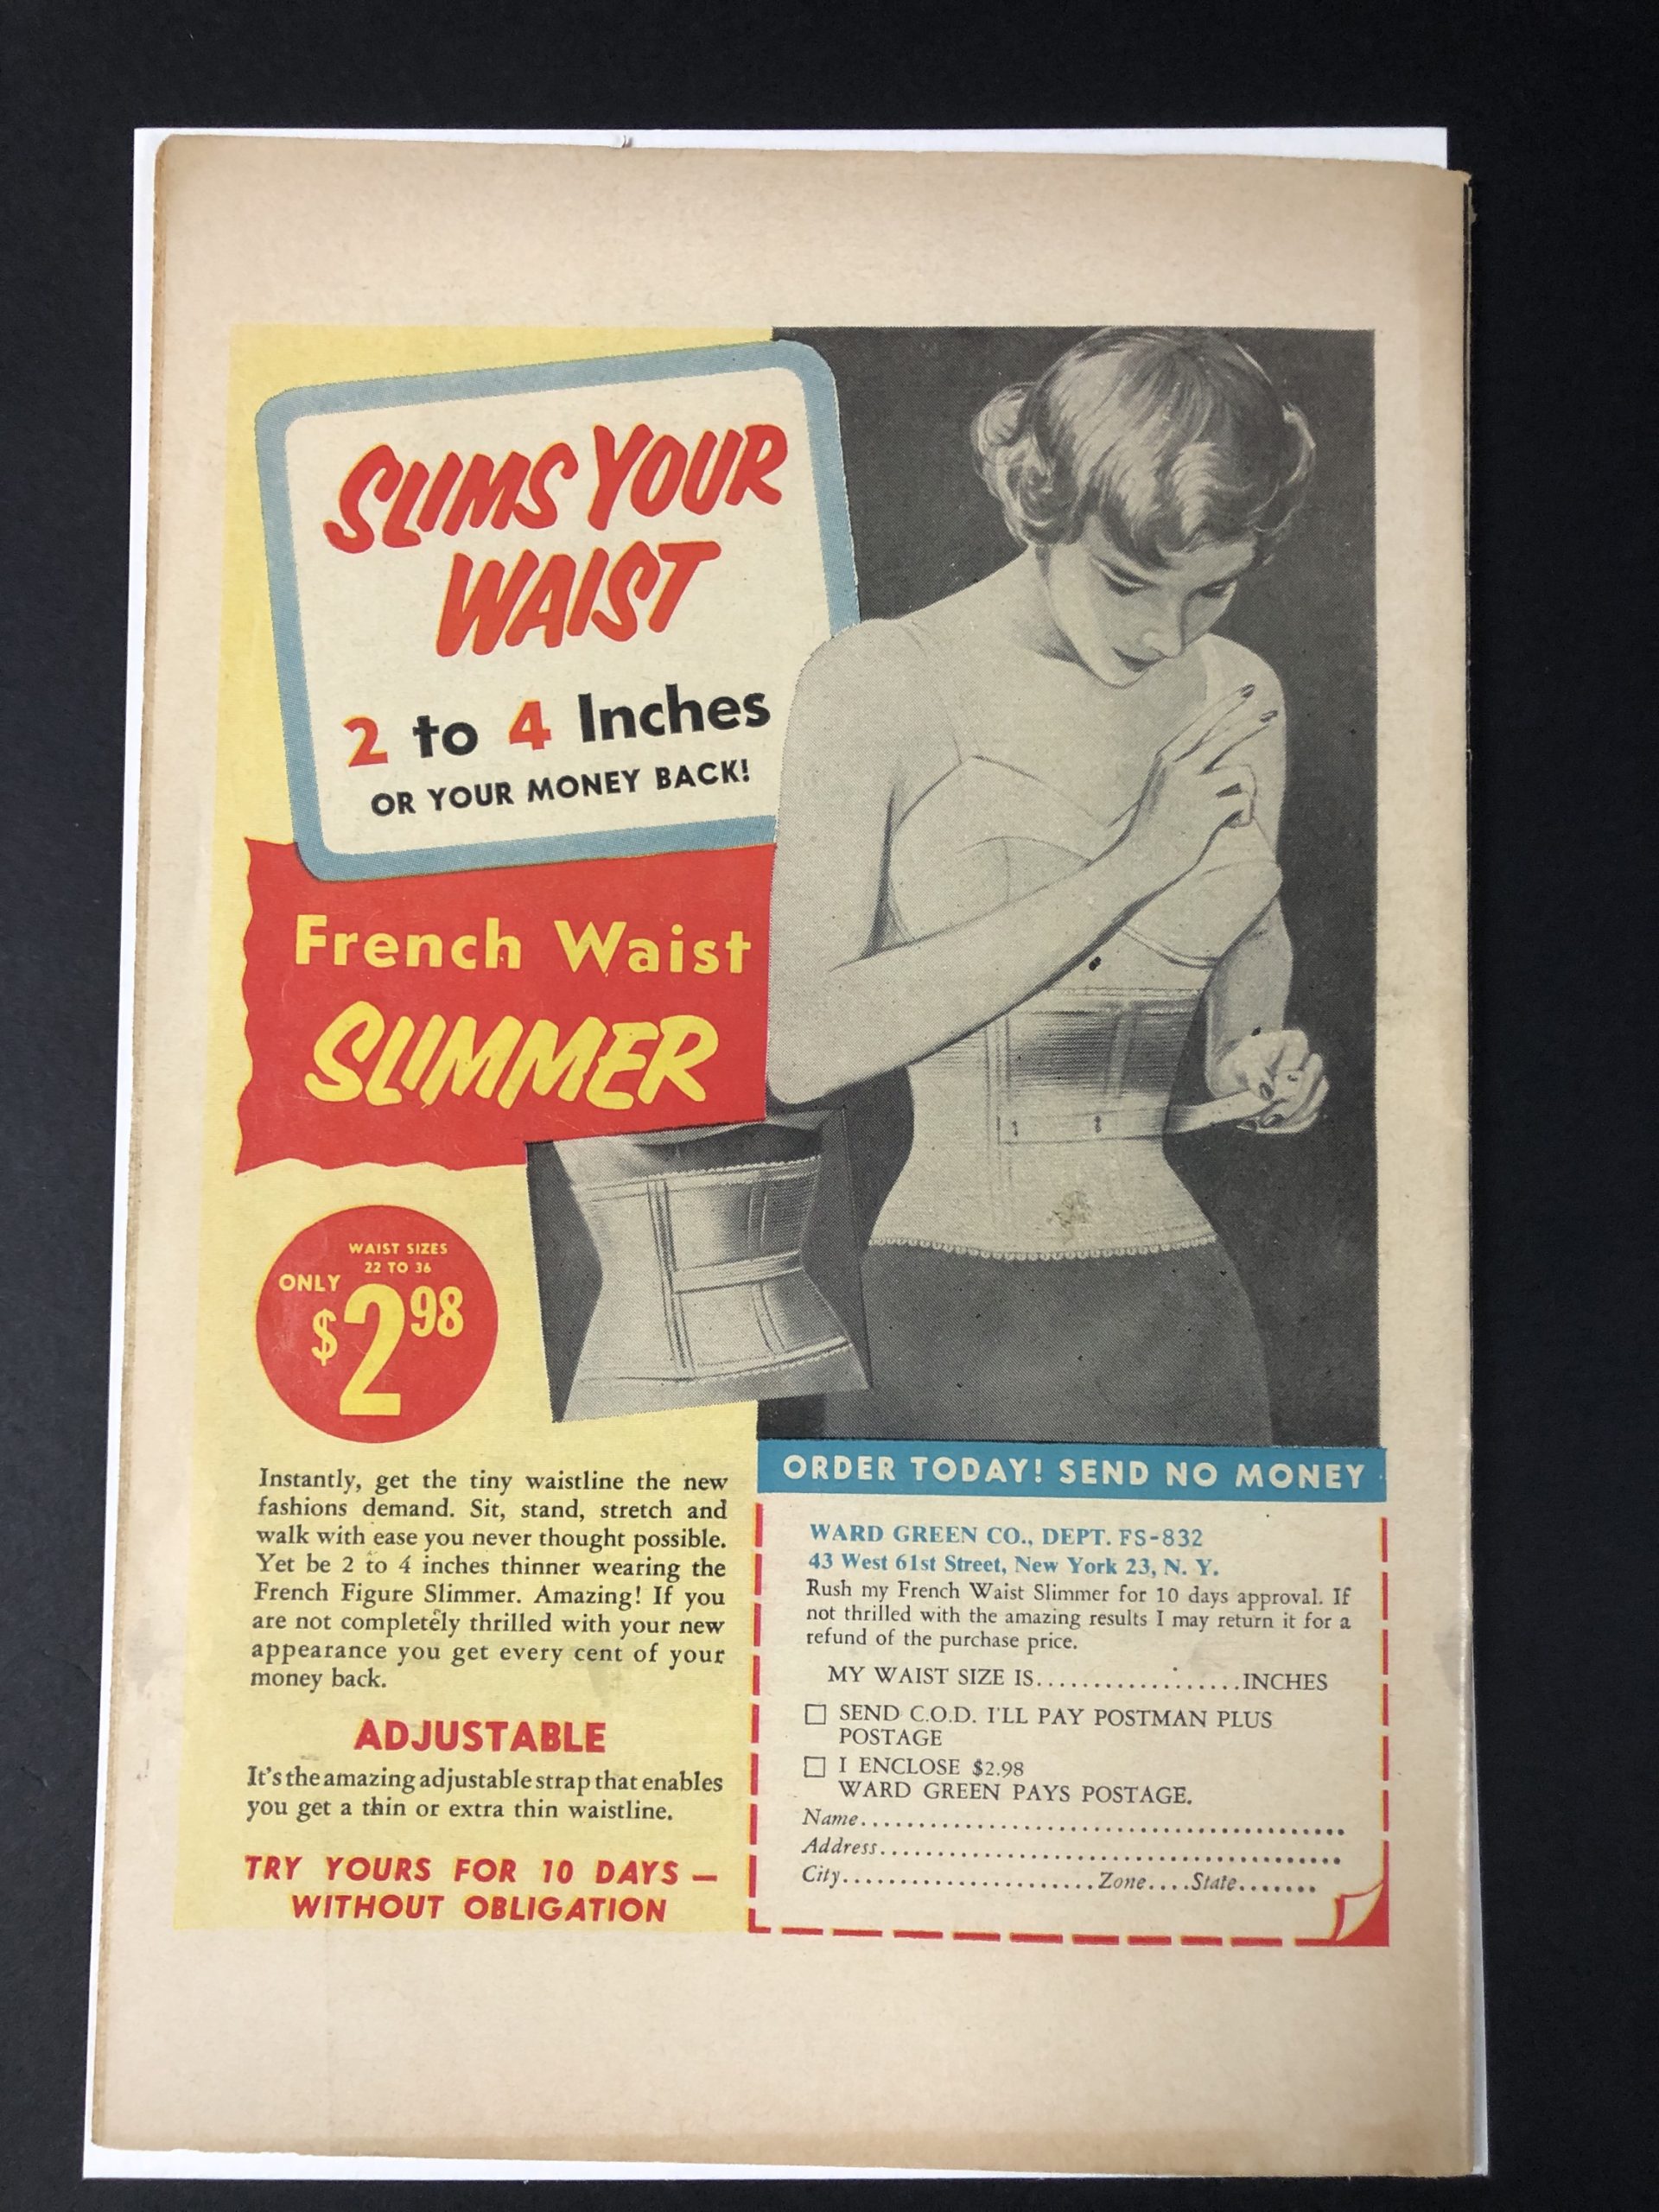 SLIMS YOUR
WAIST
2 to 4 Inches
OR YOUR MONEY BACK!
French Waist
SLIMMER
WAIST SIZES
22 TO 36
ONLY
$2.98
Instantly, get the tiny waistline the new
fashions demand. Sit, stand, stretch and
walk with ease you never thought possible.
Yet be 2 to 4 inches thinner wearing the
French Figure Slimmer. Amazing! If you
are not completely thrilled with your new
appearance you get every cent of your
money back.
ADJUSTABLE
It's the amazing adjustable strap that enables
you get a thin or extra thin waistline.
TRY YOURS FOR 10 DAYS —
WITHOUT OBLIGATION
ORDER TODAY! SEND NO MONEY
WARD GREEN CO., DEPT. FS-832
43 West 61st Street, New York 23, N. Y.
Rush my French Waist Slimmer for 10 days approval. If
not thrilled with the amazing results I may return it for a
refund of the purchase price.
MY WAIST SIZE IS....................INCHES
☐ SEND C.O.D. I'LL PAY POSTMAN PLUS
POSTAGE
☐ I ENCLOSE $2.98
WARD GREEN PAYS POSTAGE.
Name..................................................
Address................................................
City........................Zone....State.......